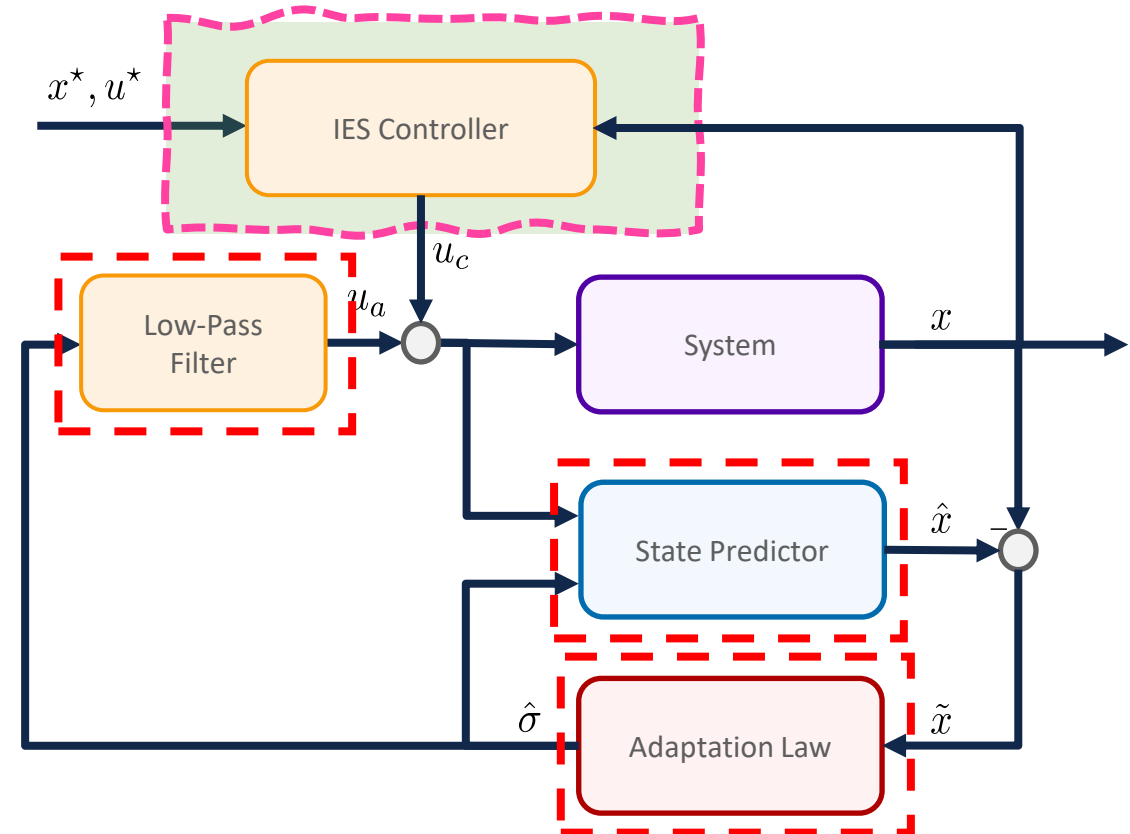 x*, u*
IES Controller
u_c
u_a
Low-Pass
Filter
System
x
State Predictor
x̂
−
Adaptation Law
σ̂
x̃